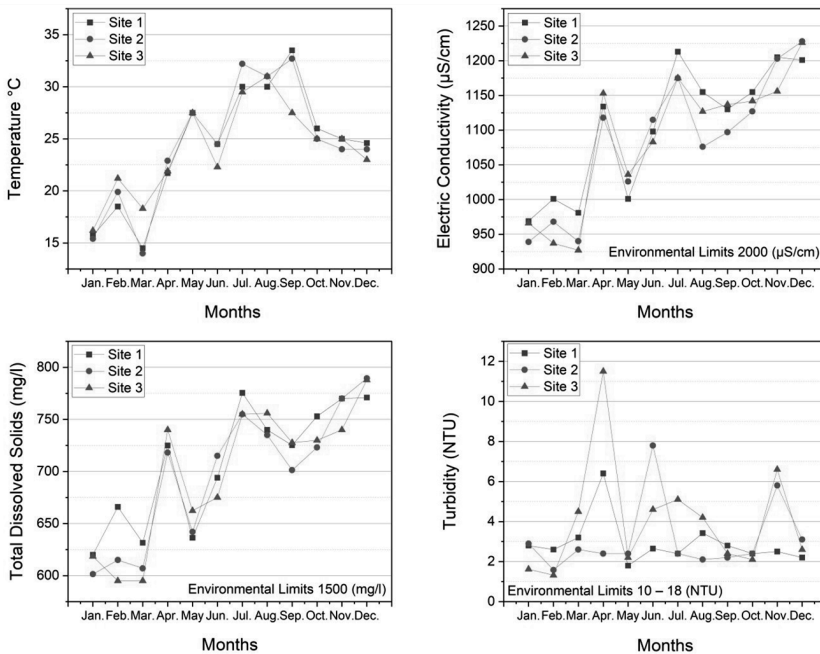 Temperature °C
35
30
25
20
15
Site 1
Site 2
Site 3
Jan. Feb. Mar. Apr. May Jun. Jul. Aug. Sep. Oct. Nov. Dec.
Months
Electric Conductivity (µS/cm)
1250
1200
1150
1100
1050
1000
950
900
Site 1
Site 2
Site 3
Environmental Limits 2000 (µS/cm)
Jan. Feb. Mar. Apr. May Jun. Jul. Aug. Sep. Oct. Nov. Dec.
Months
Total Dissolved Solids (mg/l)
800
750
700
650
600
Site 1
Site 2
Site 3
Environmental Limits 1500 (mg/l)
Jan. Feb. Mar. Apr. May Jun. Jul. Aug. Sep. Oct. Nov. Dec.
Months
Turbidity (NTU)
12
10
8
6
4
2
0
Site 1
Site 2
Site 3
Environmental Limits 10 – 18 (NTU)
Jan. Feb. Mar. Apr. May Jun. Jul. Aug. Sep. Oct. Nov. Dec.
Months